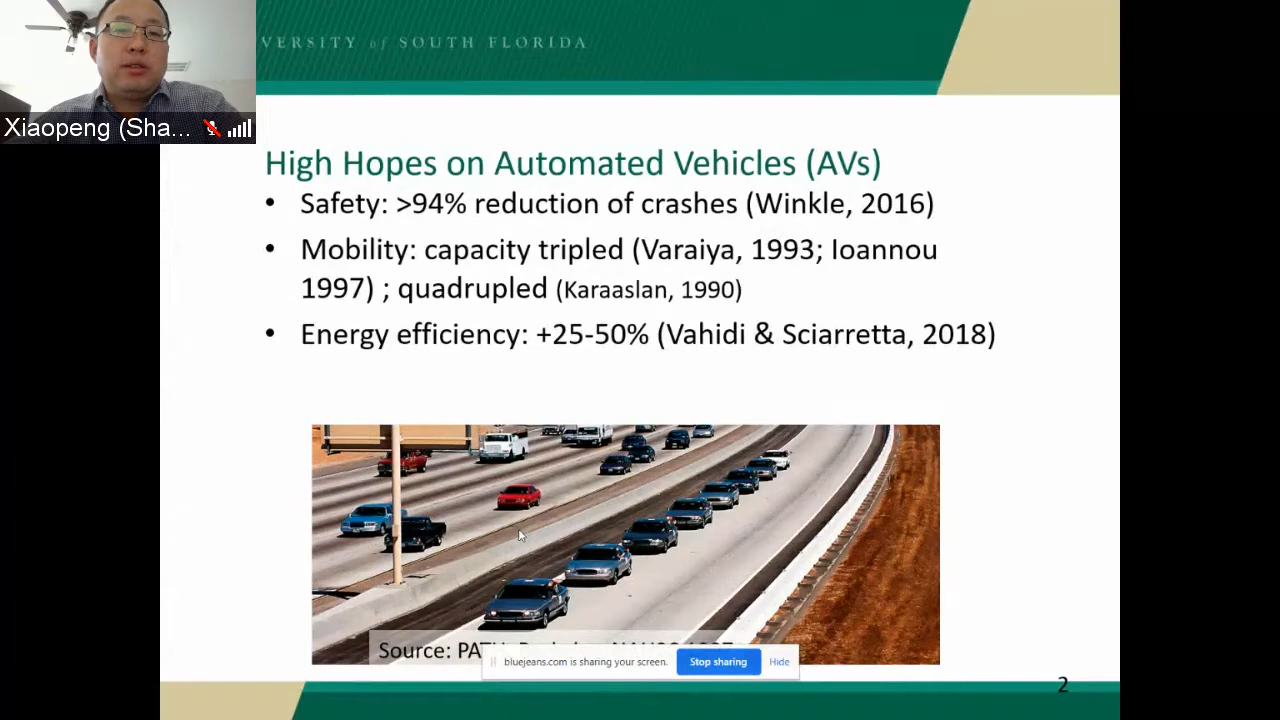 VERSITY of SOUTH FLORIDA
Xiaopeng (Sha...
High Hopes on Automated Vehicles (AVs)
• Safety: >94% reduction of crashes (Winkle, 2016)
• Mobility: capacity tripled (Varaiya, 1993; Ioannou
1997) ; quadrupled (Karaaslan, 1990)
• Energy efficiency: +25-50% (Vahidi & Sciarretta, 2018)
Source:
bluejeans.com is sharing your screen. Stop sharing Hide
2